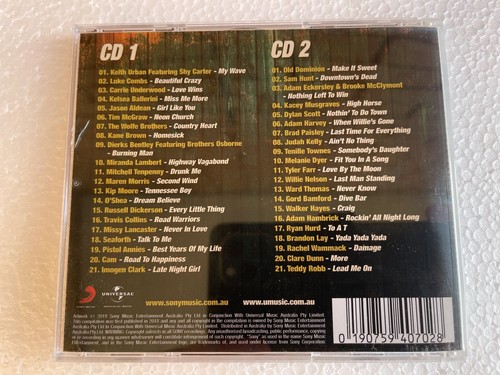 CD 1
01. Keith Urban Featuring Shy Carter - My Wave
02. Luke Combs - Beautiful Crazy
03. Carrie Underwood - Love Wins
04. Kelsea Ballerini - Miss Me More
05. Jason Aldean - Girl Like You
06. Tim McGraw - Neon Church
07. The Wolfe Brothers - Country Heart
08. Kane Brown - Homesick
09. Dierks Bentley Featuring Brothers Osborne
- Burning Man
10. Miranda Lambert - Highway Vagabond
11. Mitchell Tenpenny - Drunk Me
12. Maren Morris - Second Wind
13. Kip Moore - Tennessee Boy
14. O'Shea - Dream Believe
15. Russell Dickerson - Every Little Thing
16. Travis Collins - Road Warriors
17. Missy Lancaster - Never in Love
18. Seaforth - Talk To Me
19. Pistol Annies - Best Years Of My Life
20. Cam - Road To Happiness
21. Imogen Clark - Late Night Girl
CD 2
01. Old Dominion - Make It Sweet
02. Sam Hunt - Downtown's Dead
03. Adam Eckersley & Brooke McClymont
- Nothing Left To Win
04. Kacey Musgraves - High Horse
05. Dylan Scott - Nothin' To Do Town
06. Adam Harvey - When Willie's Gone
07. Brad Paisley - Last Time For Everything
08. Judah Kelly - Ain't No Thing
09. Tenille Townes - Somebody's Daughter
10. Melanie Dyer - Fit You In A Song
11. Tyler Farr - Love By The Moon
12. Willie Nelson - Last Man Standing
13. Ward Thomas - Never Know
14. Gord Bamford - Dive Bar
15. Walker Hayes - Craig
16. Adam Hambrick - Rockin' All Night Long
17. Ryan Hurd - To A T
18. Brandon Lay - Yada Yada Yada
19. Rachel Wammack - Damage
20. Clare Dunn - More
21. Teddy Robb - Lead Me On
UNIVERSAL
www.sonymusic.com.au
www.umusic.com.au
0 190759 407028